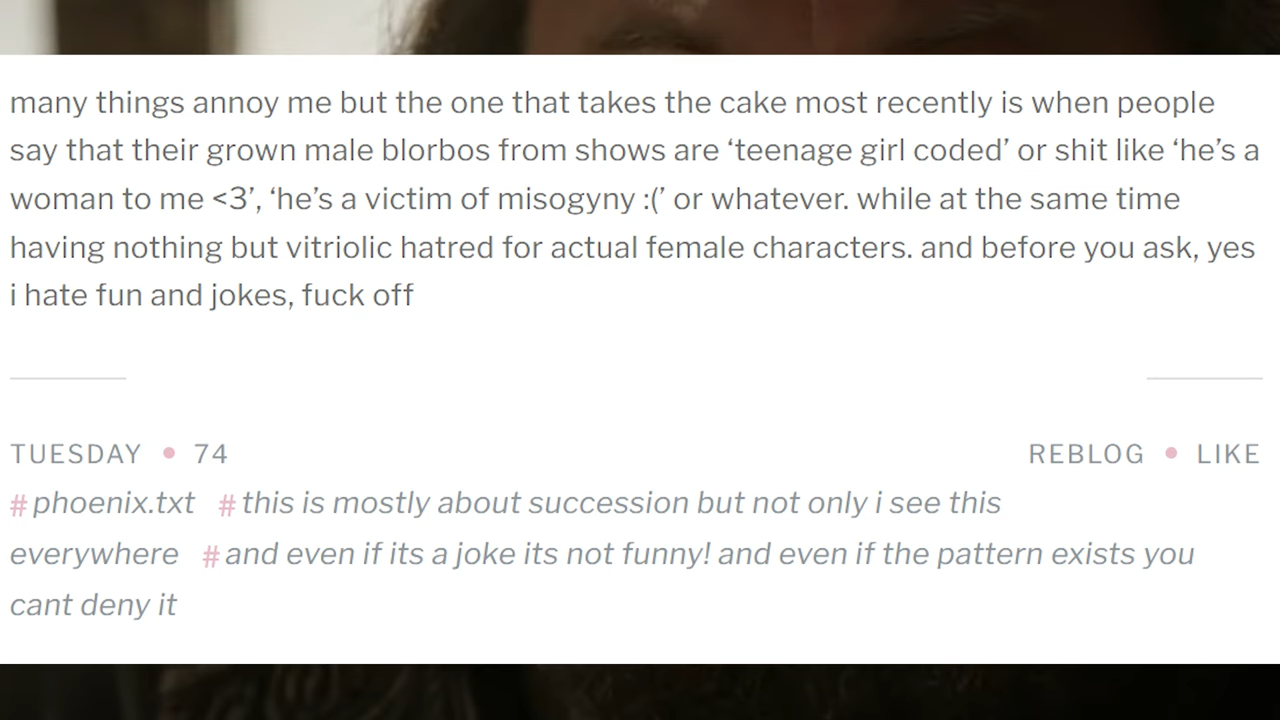 many things annoy me but the one that takes the cake most recently is when people
say that their grown male blorbos from shows are ‘teenage girl coded’ or shit like ‘he’s a
woman to me <3’, ‘he’s a victim of misogyny :(’ or whatever. while at the same time
having nothing but vitriolic hatred for actual female characters. and before you ask, yes
i hate fun and jokes, fuck off
TUESDAY • 74 REBLOG • LIKE
#phoenix.txt #this is mostly about succession but not only i see this
everywhere #and even if its a joke its not funny! and even if the pattern exists you
cant deny it